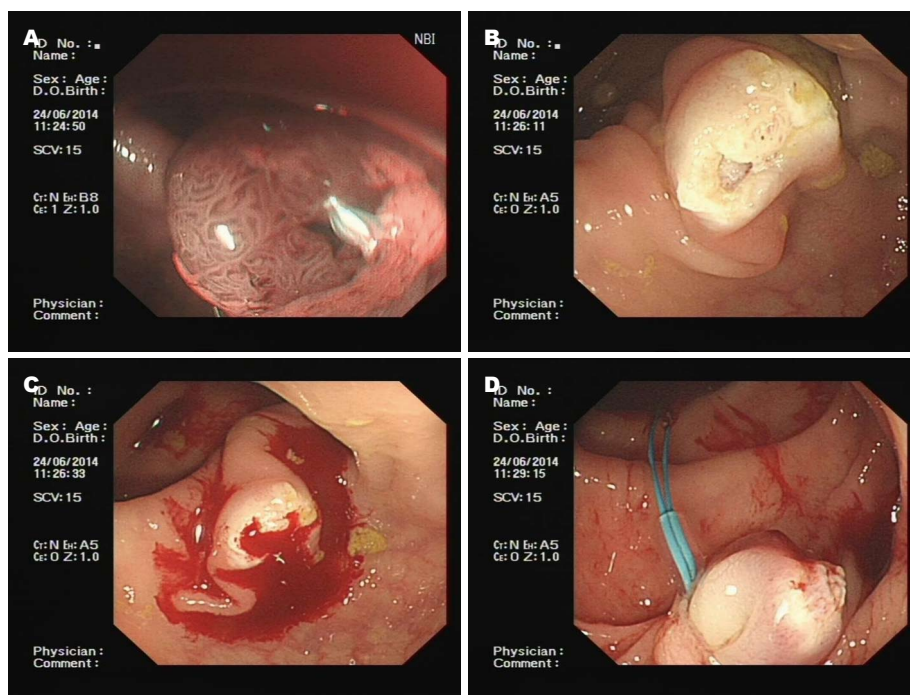 A
ID No. :
Name :
Sex : Age :
D.O.Birth :
24/06/2014
11:24:50
SCV:15
Ct:N Eh:B8
Ce:1 Z:1.0
Physician :
Comment :
NBI
B
ID No. :
Name :
Sex : Age :
D.O.Birth :
24/06/2014
11:26:11
SCV:15
Ct:N Eh:A5
Ce:0 Z:1.0
Physician :
Comment :
C
ID No. :
Name :
Sex : Age :
D.O.Birth :
24/06/2014
11:26:33
SCV:15
Ct:N Eh:A5
Ce:0 Z:1.0
Physician :
Comment :
D
ID No. :
Name :
Sex : Age :
D.O.Birth :
24/06/2014
11:29:15
SCV:15
Ct:N Eh:A5
Ce:0 Z:1.0
Physician :
Comment :